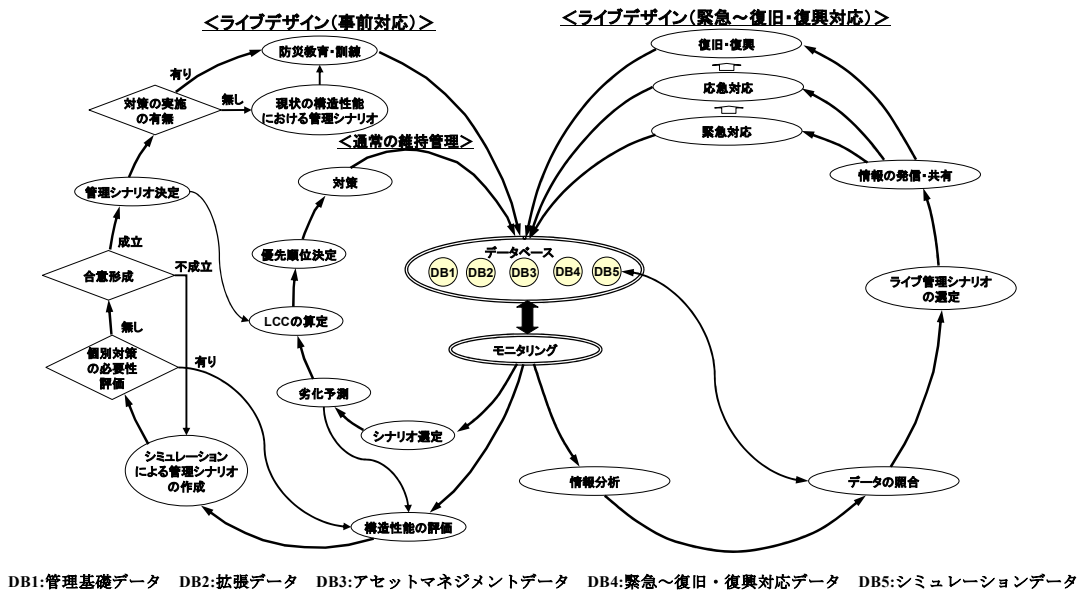 ＜ライブデザイン（事前対応）＞
＜ライブデザイン（緊急～復旧・復興対応）＞
防災教育・訓練
有り
対策の実施
の有無
無し
現状の構造性能
における管理シナリオ
＜通常の維持管理＞
対策
管理シナリオ決定
成立
合意形成
不成立
優先順位決定
LCCの算定
無し
個別対策
の必要性
評価
有り
劣化予測
シナリオ選定
シミュレーション
による管理シナリオ
の作成
構造性能の評価
データベース
DB1
DB2
DB3
DB4
DB5
モニタリング
復旧・復興
応急対応
緊急対応
情報の発信・共有
ライブ管理シナリオ
の選定
情報分析
データの照合
DB1:管理基礎データ DB2:拡張データ DB3:アセットマネジメントデータ DB4:緊急～復旧・復興対応データ DB5:シミュレーションデータ